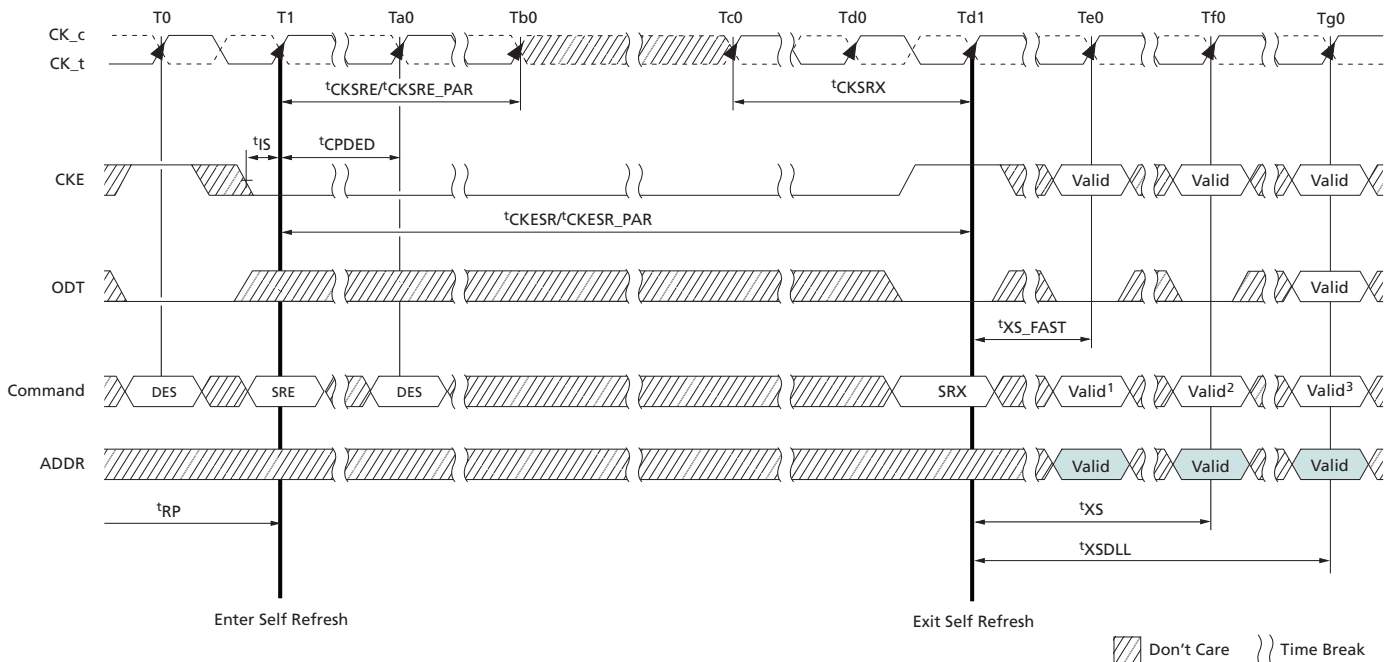 T0 T1 Ta0 Tb0 Tc0 Td0 Td1 Te0 Tf0 Tg0
CK_c
CK_t
tCKSRE/tCKSRE_PAR tCKSRX
tIS tCPDED
CKE Valid Valid Valid
tCKESR/tCKESR_PAR
ODT Valid
tXS_FAST
Command DES SRE DES SRX Valid1 Valid2 Valid3
ADDR Valid Valid Valid
tRP tXS
tXSDLL
Enter Self Refresh Exit Self Refresh
Don't Care Time Break